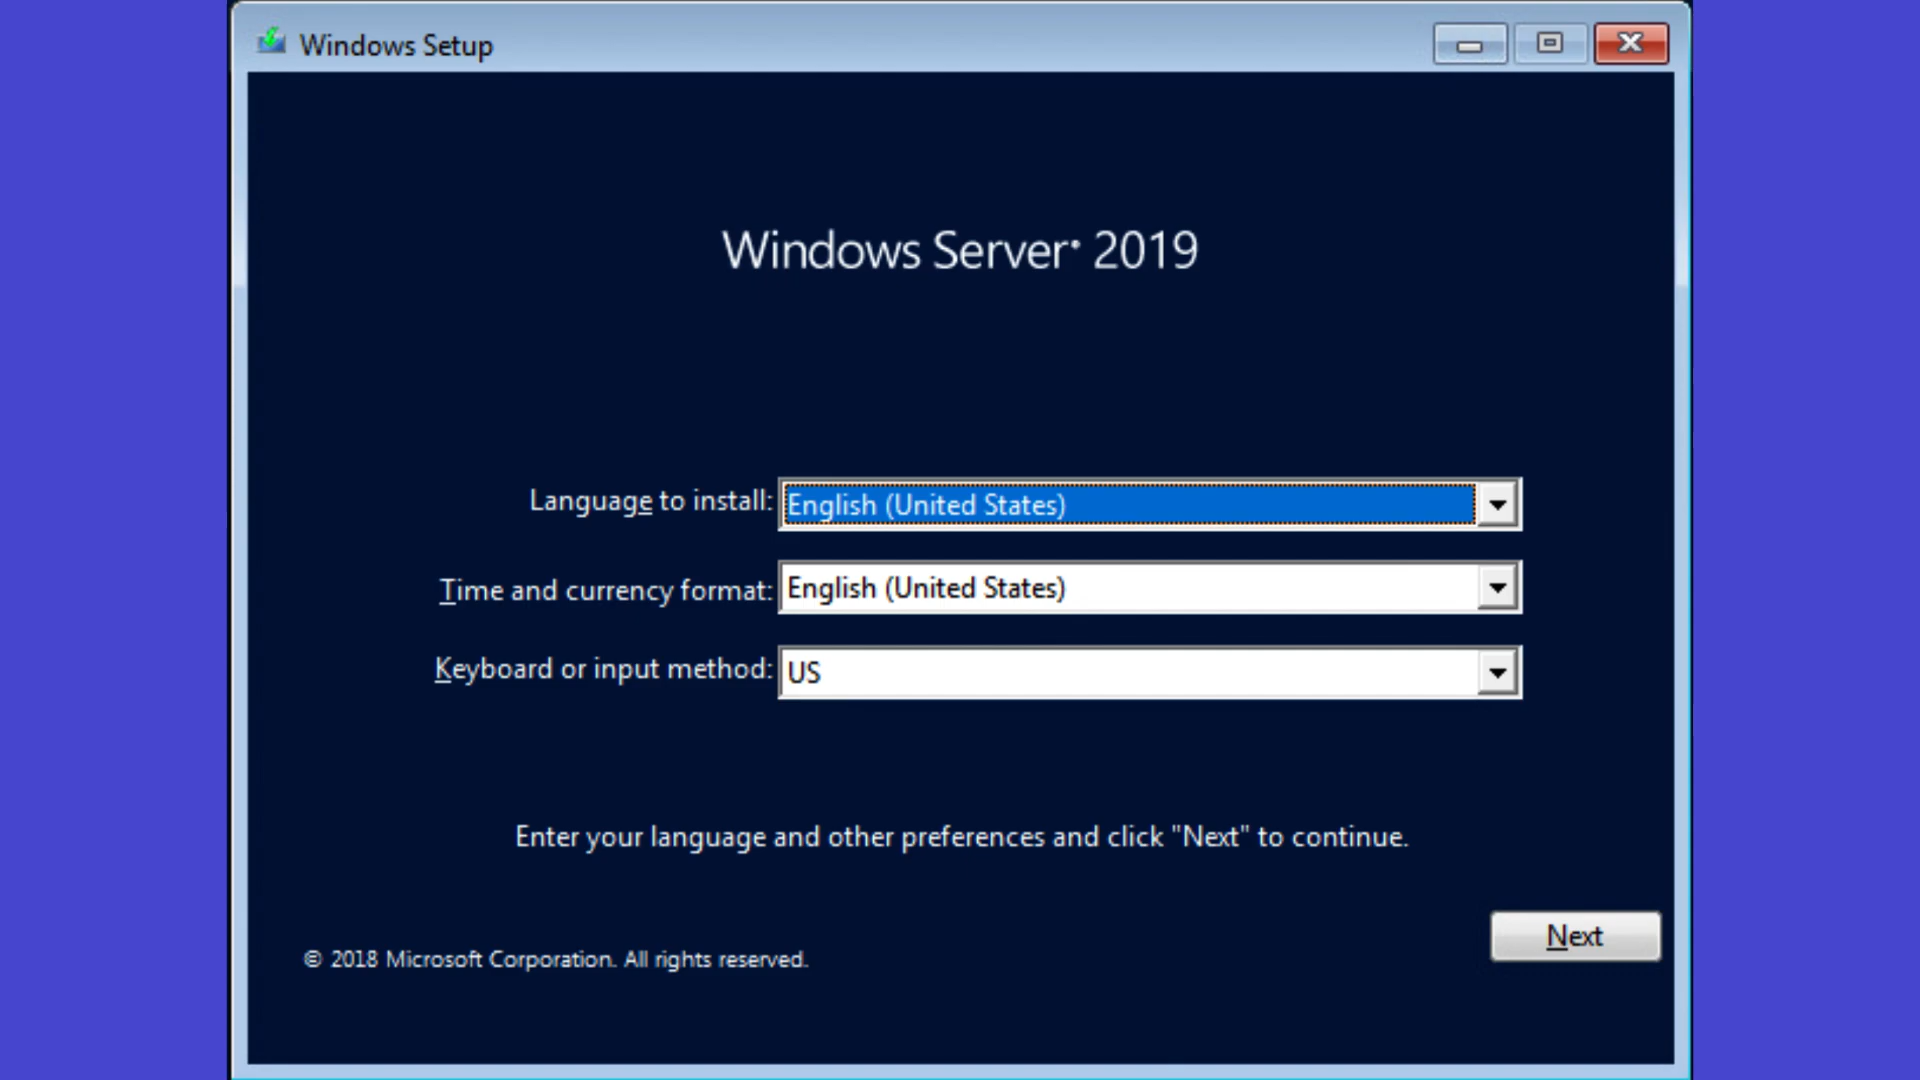 Windows Setup
Windows Server® 2019
Language to install: English (United States)
Time and currency format: English (United States)
Keyboard or input method: US
Enter your language and other preferences and click "Next" to continue.
Next
© 2018 Microsoft Corporation. All rights reserved.